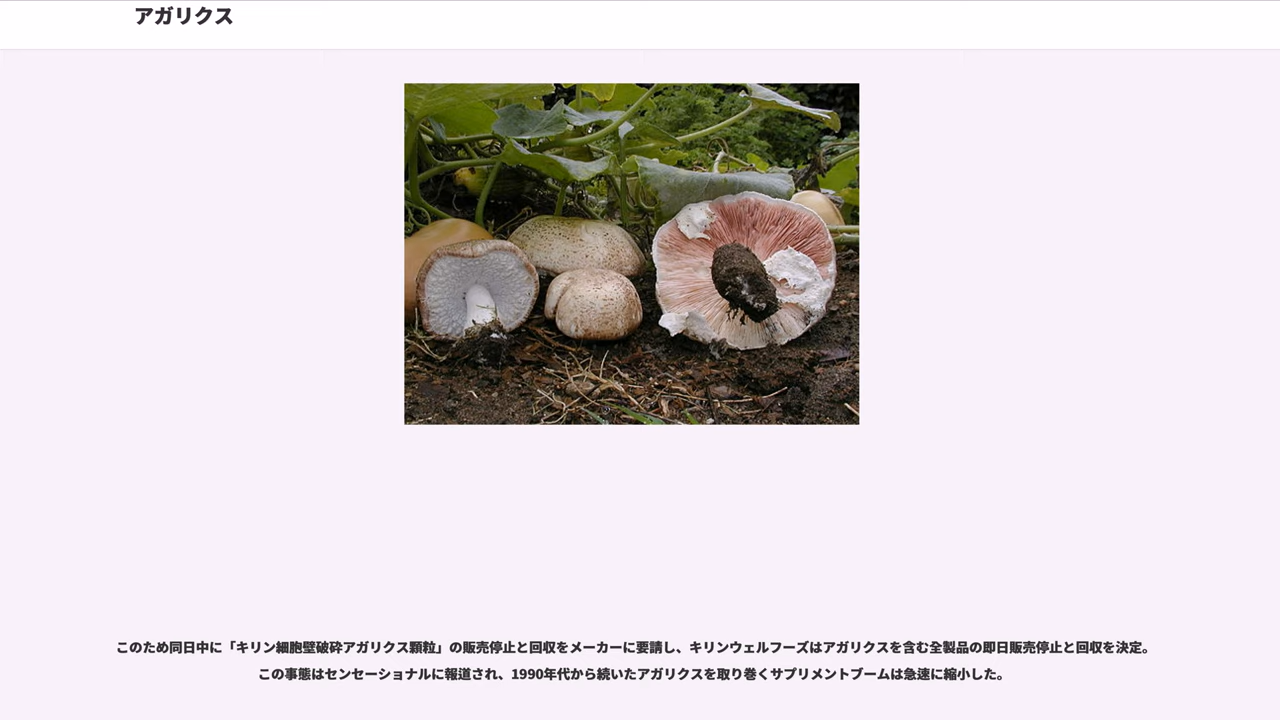 アガリクス
このため同日中に「キリン細胞壁破砕アガリクス顆粒」の販売停止と回収をメーカーに要請し、キリンウェルフーズはアガリクスを含む全製品の即日販売停止と回収を決定。
この事態はセンセーショナルに報道され、1990年代から続いたアガリクスを取り巻くサプリメントブームは急速に縮小した。